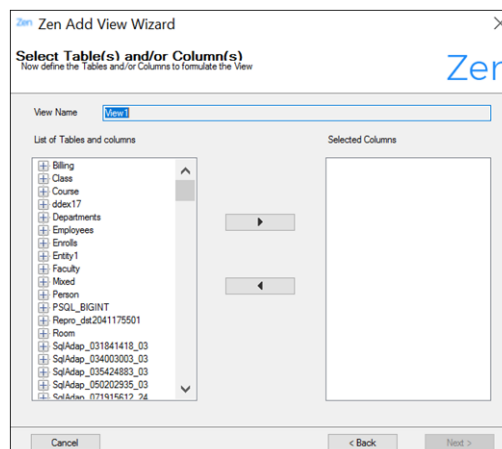 Zen Zen Add View Wizard
Select Table(s) and/or Column(s)
Now define the Tables and/or Columns to formulate the View
Zen
View Name View1
List of Tables and columns Selected Columns
Billing
Class
Course
ddex17
Departments
Employees
Enrolls
Entity1
Faculty
Mixed
Person
PSQL_BIGINT
Repro_dst2041175501
Room
SqlAdap_031841418_03
SqlAdap_034003003_03
SqlAdap_035424883_03
SqlAdap_050202935_03
SqlAdap_071915612_24
Cancel < Back Next >